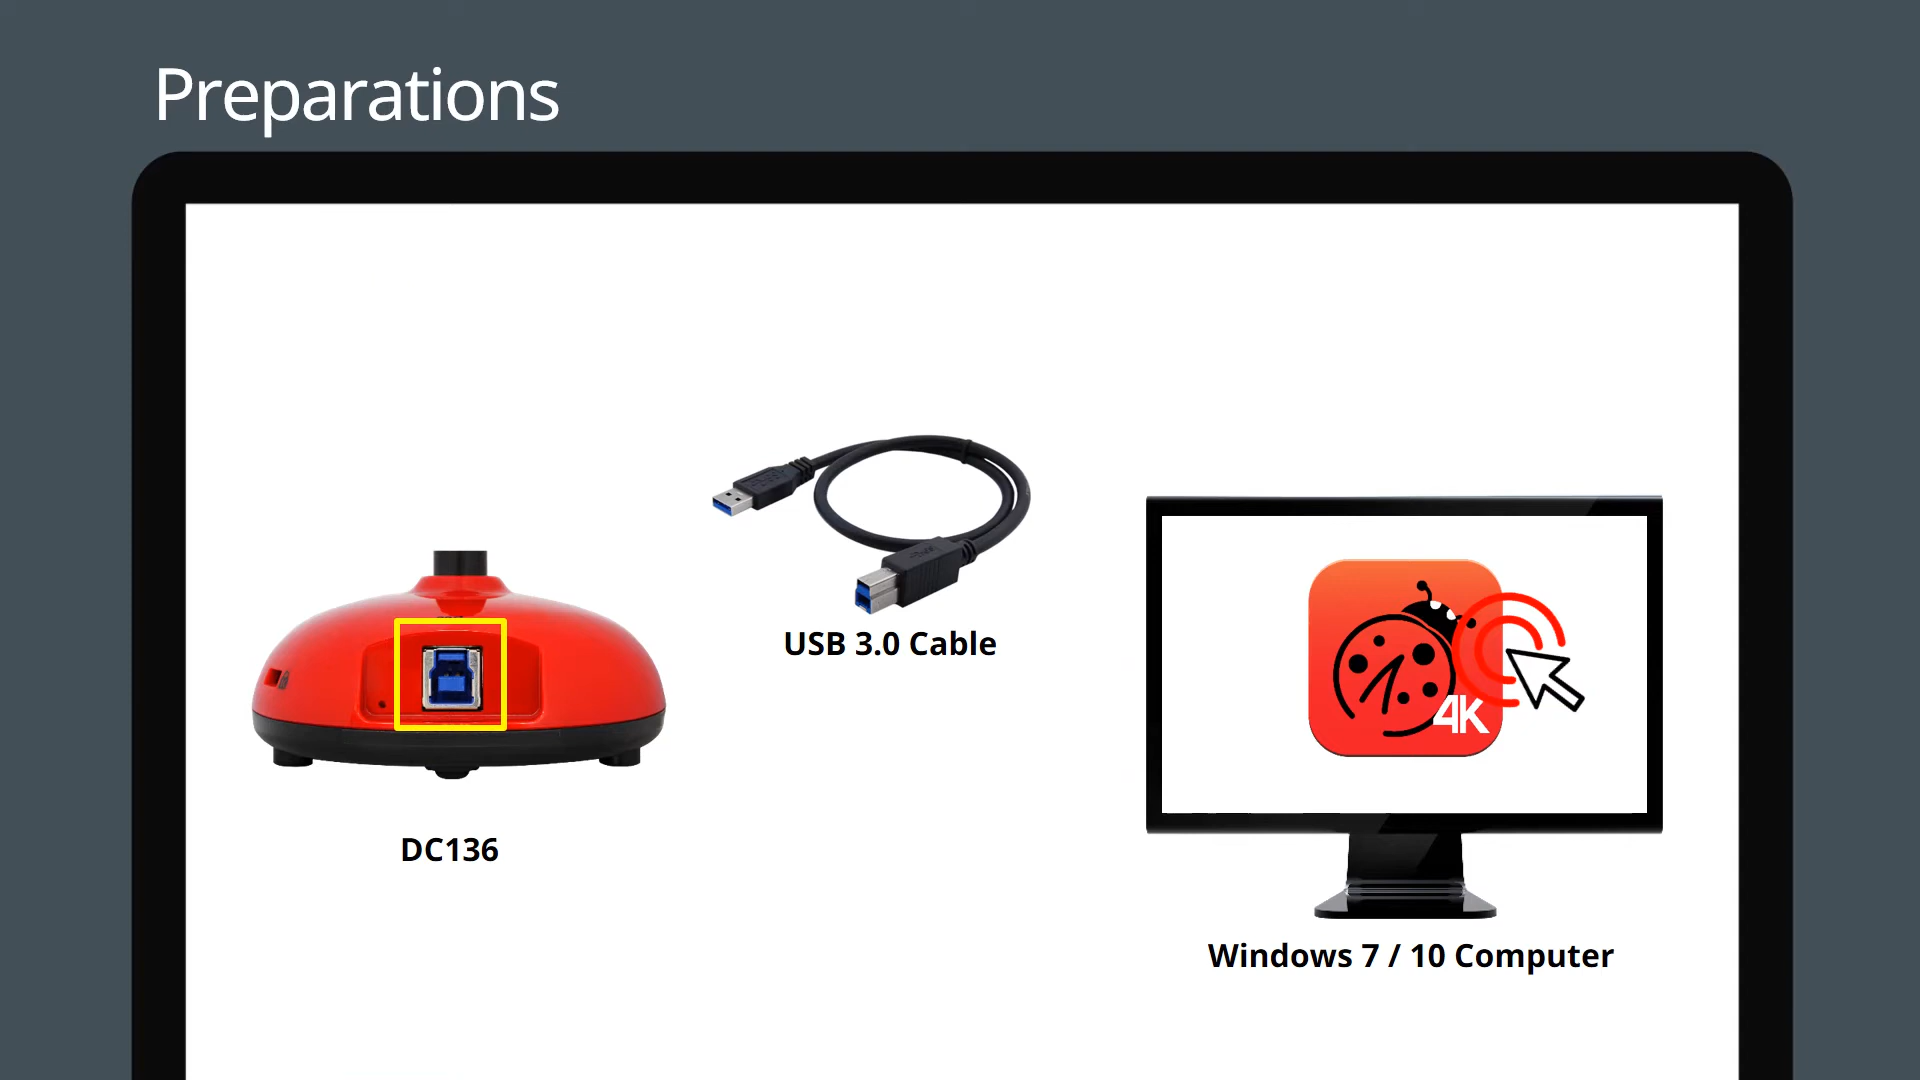 Preparations
USB 3.0 Cable
4K
DC136
Windows 7 / 10 Computer